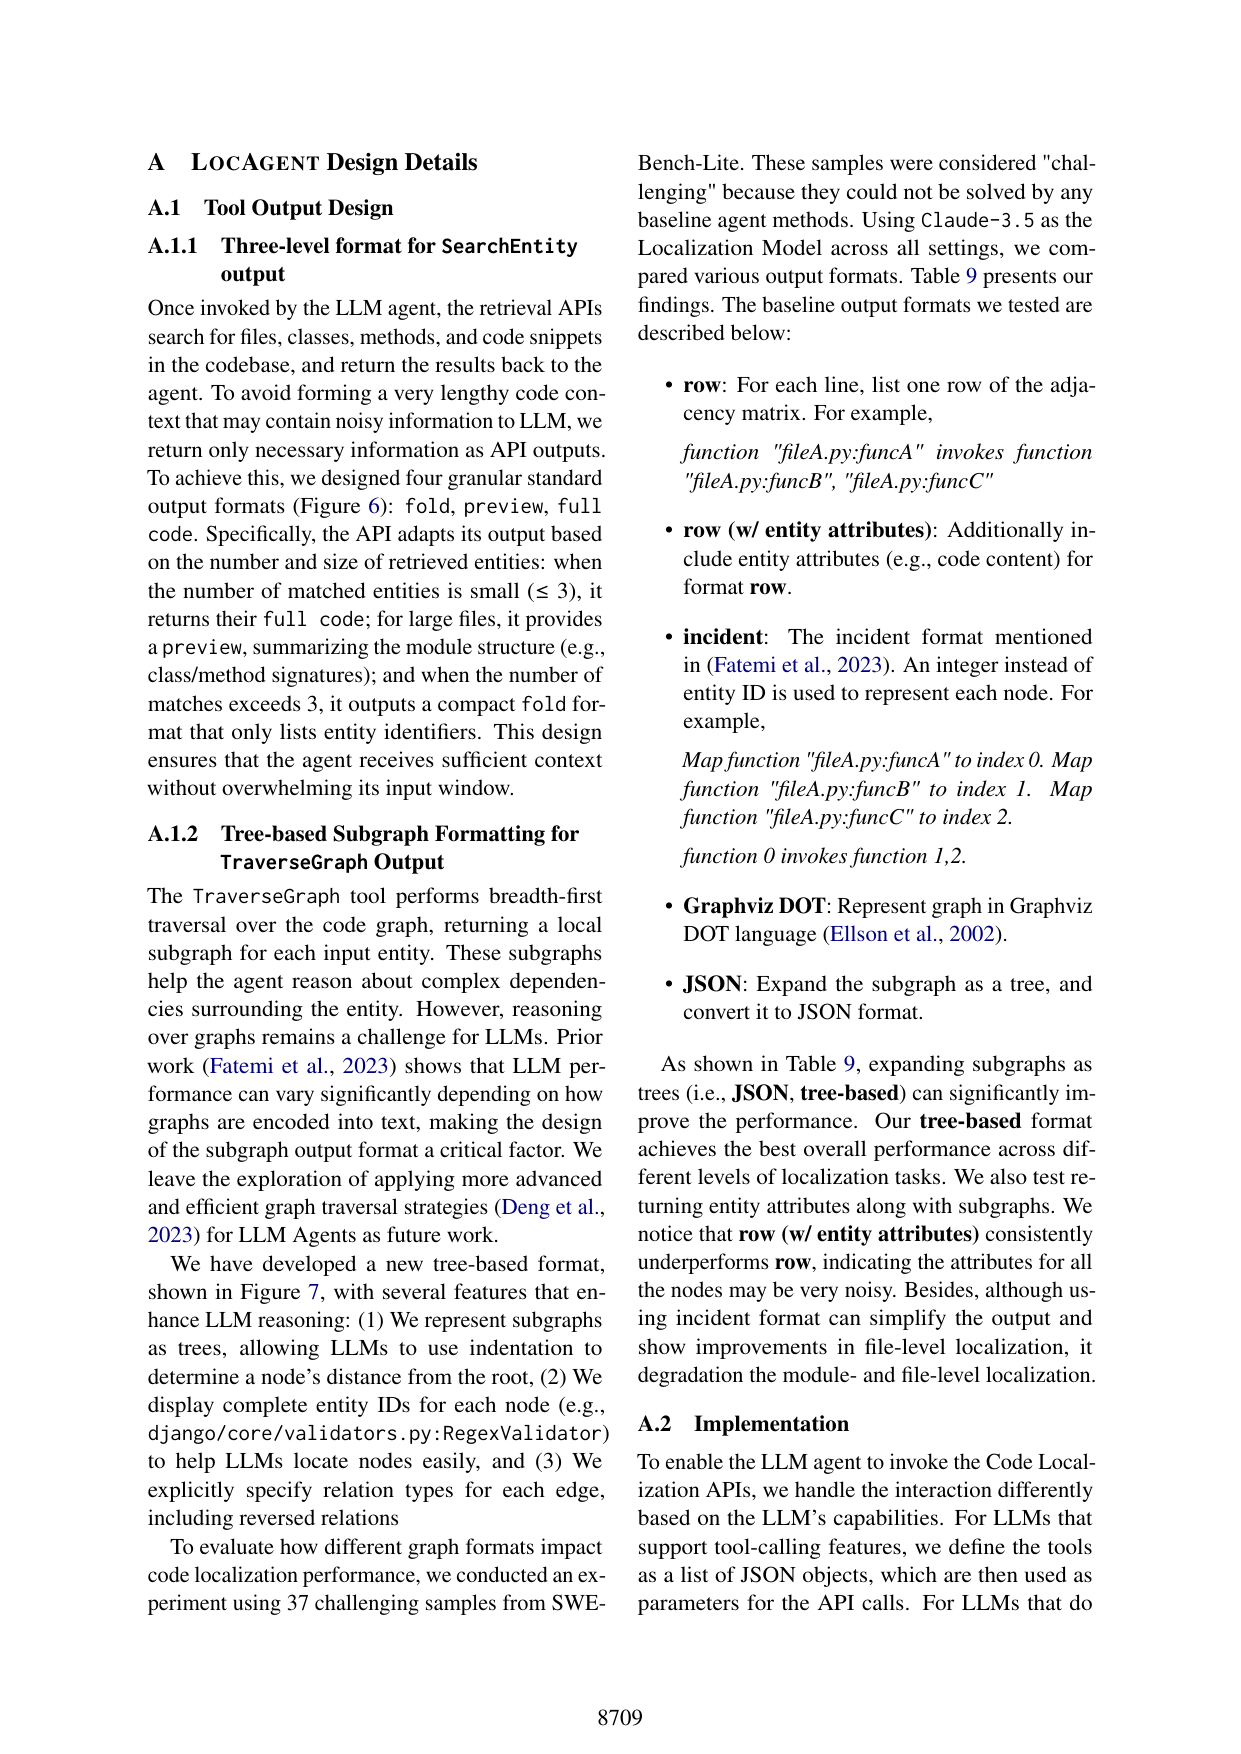 A LOCAGENT Design Details
A.1 Tool Output Design
A.1.1 Three-level format for SearchEntity
output
Once invoked by the LLM agent, the retrieval APIs
search for files, classes, methods, and code snippets
in the codebase, and return the results back to the
agent. To avoid forming a very lengthy code con-
text that may contain noisy information to LLM, we
return only necessary information as API outputs.
To achieve this, we designed four granular standard
output formats (Figure 6): fold, preview, full
code. Specifically, the API adapts its output based
on the number and size of retrieved entities: when
the number of matched entities is small (≤ 3), it
returns their full code; for large files, it provides
a preview, summarizing the module structure (e.g.,
class/method signatures); and when the number of
matches exceeds 3, it outputs a compact fold for-
mat that only lists entity identifiers. This design
ensures that the agent receives sufficient context
without overwhelming its input window.
A.1.2 Tree-based Subgraph Formatting for
TraverseGraph Output
The TraverseGraph tool performs breadth-first
traversal over the code graph, returning a local
subgraph for each input entity. These subgraphs
help the agent reason about complex dependen-
cies surrounding the entity. However, reasoning
over graphs remains a challenge for LLMs. Prior
work (Fatemi et al., 2023) shows that LLM per-
formance can vary significantly depending on how
graphs are encoded into text, making the design
of the subgraph output format a critical factor. We
leave the exploration of applying more advanced
and efficient graph traversal strategies (Deng et al.,
2023) for LLM Agents as future work.
We have developed a new tree-based format,
shown in Figure 7, with several features that en-
hance LLM reasoning: (1) We represent subgraphs
as trees, allowing LLMs to use indentation to
determine a node's distance from the root, (2) We
display complete entity IDs for each node (e.g.,
django/core/validators.py:RegexValidator)
to help LLMs locate nodes easily, and (3) We
explicitly specify relation types for each edge,
including reversed relations
To evaluate how different graph formats impact
code localization performance, we conducted an ex-
periment using 37 challenging samples from SWE-
Bench-Lite. These samples were considered "chal-
lenging" because they could not be solved by any
baseline agent methods. Using Claude-3.5 as the
Localization Model across all settings, we com-
pared various output formats. Table 9 presents our
findings. The baseline output formats we tested are
described below:
• row: For each line, list one row of the adja-
cency matrix. For example,
function "fileA.py:funcA" invokes function
"fileA.py:funcB", "fileA.py:funcC"
• row (w/ entity attributes): Additionally in-
clude entity attributes (e.g., code content) for
format row.
• incident: The incident format mentioned
in (Fatemi et al., 2023). An integer instead of
entity ID is used to represent each node. For
example,
Map function "fileA.py:funcA" to index 0. Map
function "fileA.py:funcB" to index 1. Map
function "fileA.py:funcC" to index 2.
function 0 invokes function 1,2.
• Graphviz DOT: Represent graph in Graphviz
DOT language (Ellson et al., 2002).
• JSON: Expand the subgraph as a tree, and
convert it to JSON format.
As shown in Table 9, expanding subgraphs as
trees (i.e., JSON, tree-based) can significantly im-
prove the performance. Our tree-based format
achieves the best overall performance across dif-
ferent levels of localization tasks. We also test re-
turning entity attributes along with subgraphs. We
notice that row (w/ entity attributes) consistently
underperforms row, indicating the attributes for all
the nodes may be very noisy. Besides, although us-
ing incident format can simplify the output and
show improvements in file-level localization, it
degradation the module- and file-level localization.
A.2 Implementation
To enable the LLM agent to invoke the Code Local-
ization APIs, we handle the interaction differently
based on the LLM's capabilities. For LLMs that
support tool-calling features, we define the tools
as a list of JSON objects, which are then used as
parameters for the API calls. For LLMs that do
8709